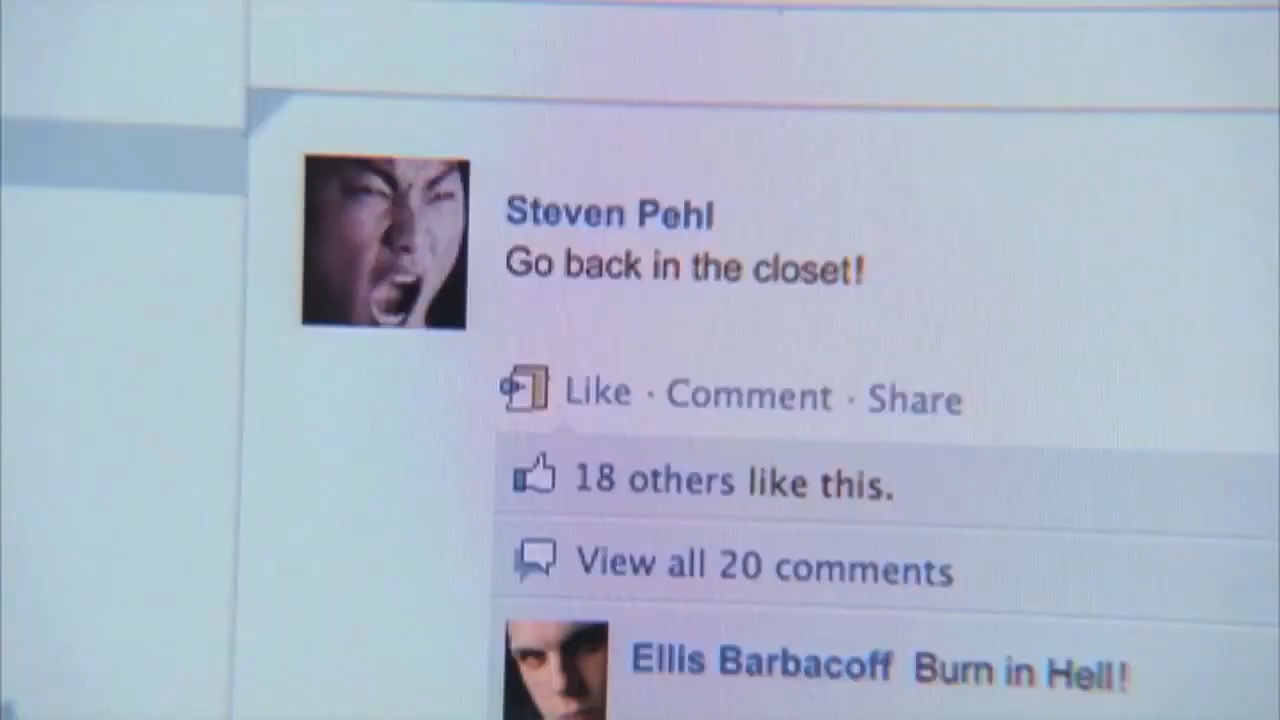 Steven Pehl
Go back in the closet!
Like · Comment · Share
18 others like this.
View all 20 comments
Ellis Barbacoff Burn in Hell!